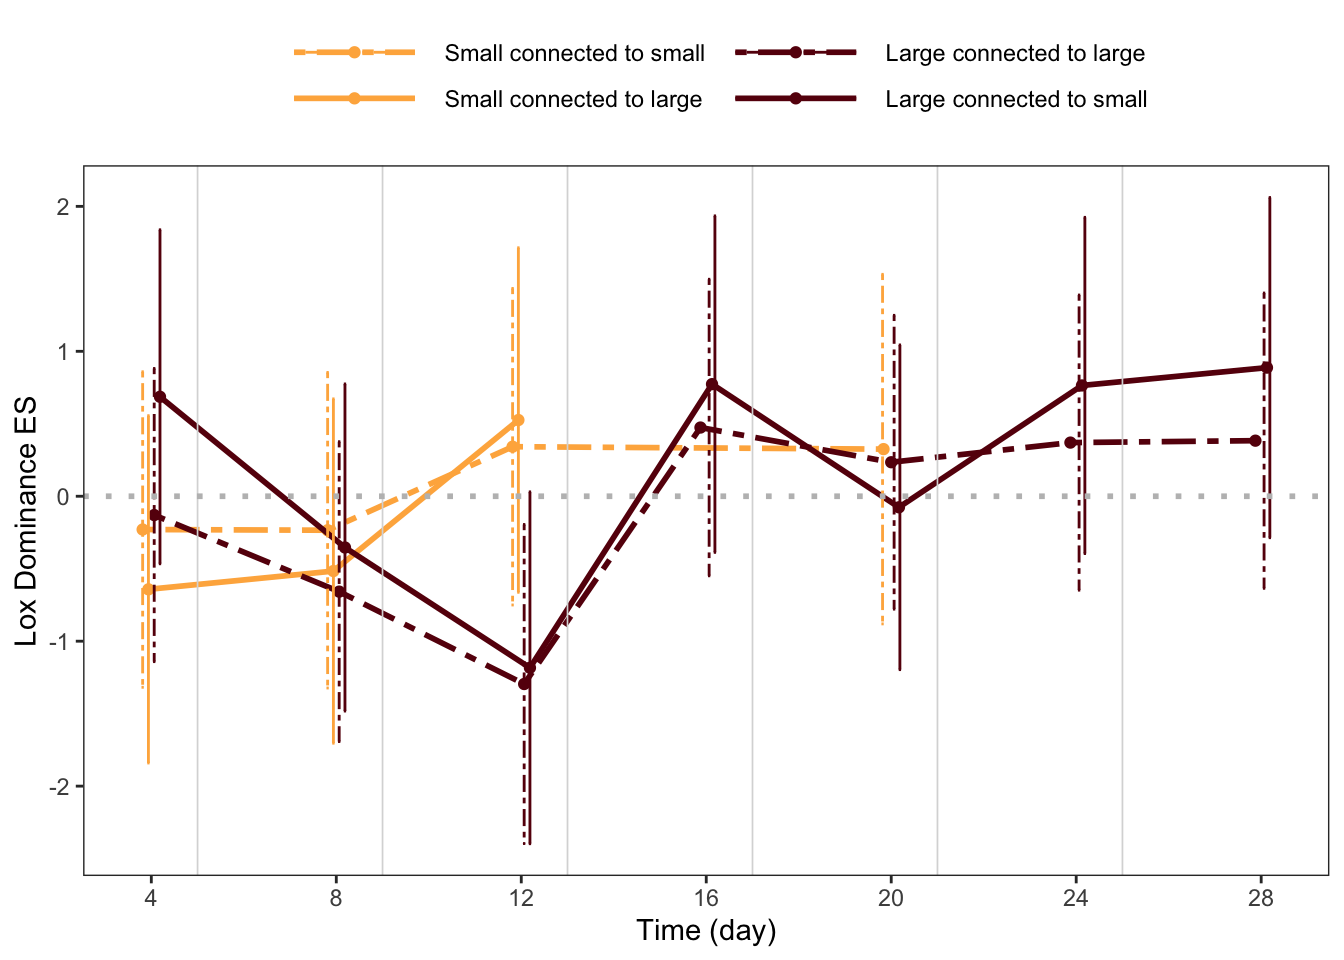 Small connected to small
Large connected to large
Small connected to large
Large connected to small
Lox Dominance ES
2
1
0
-1
-2
4 8 12 16 20 24 28
Time (day)